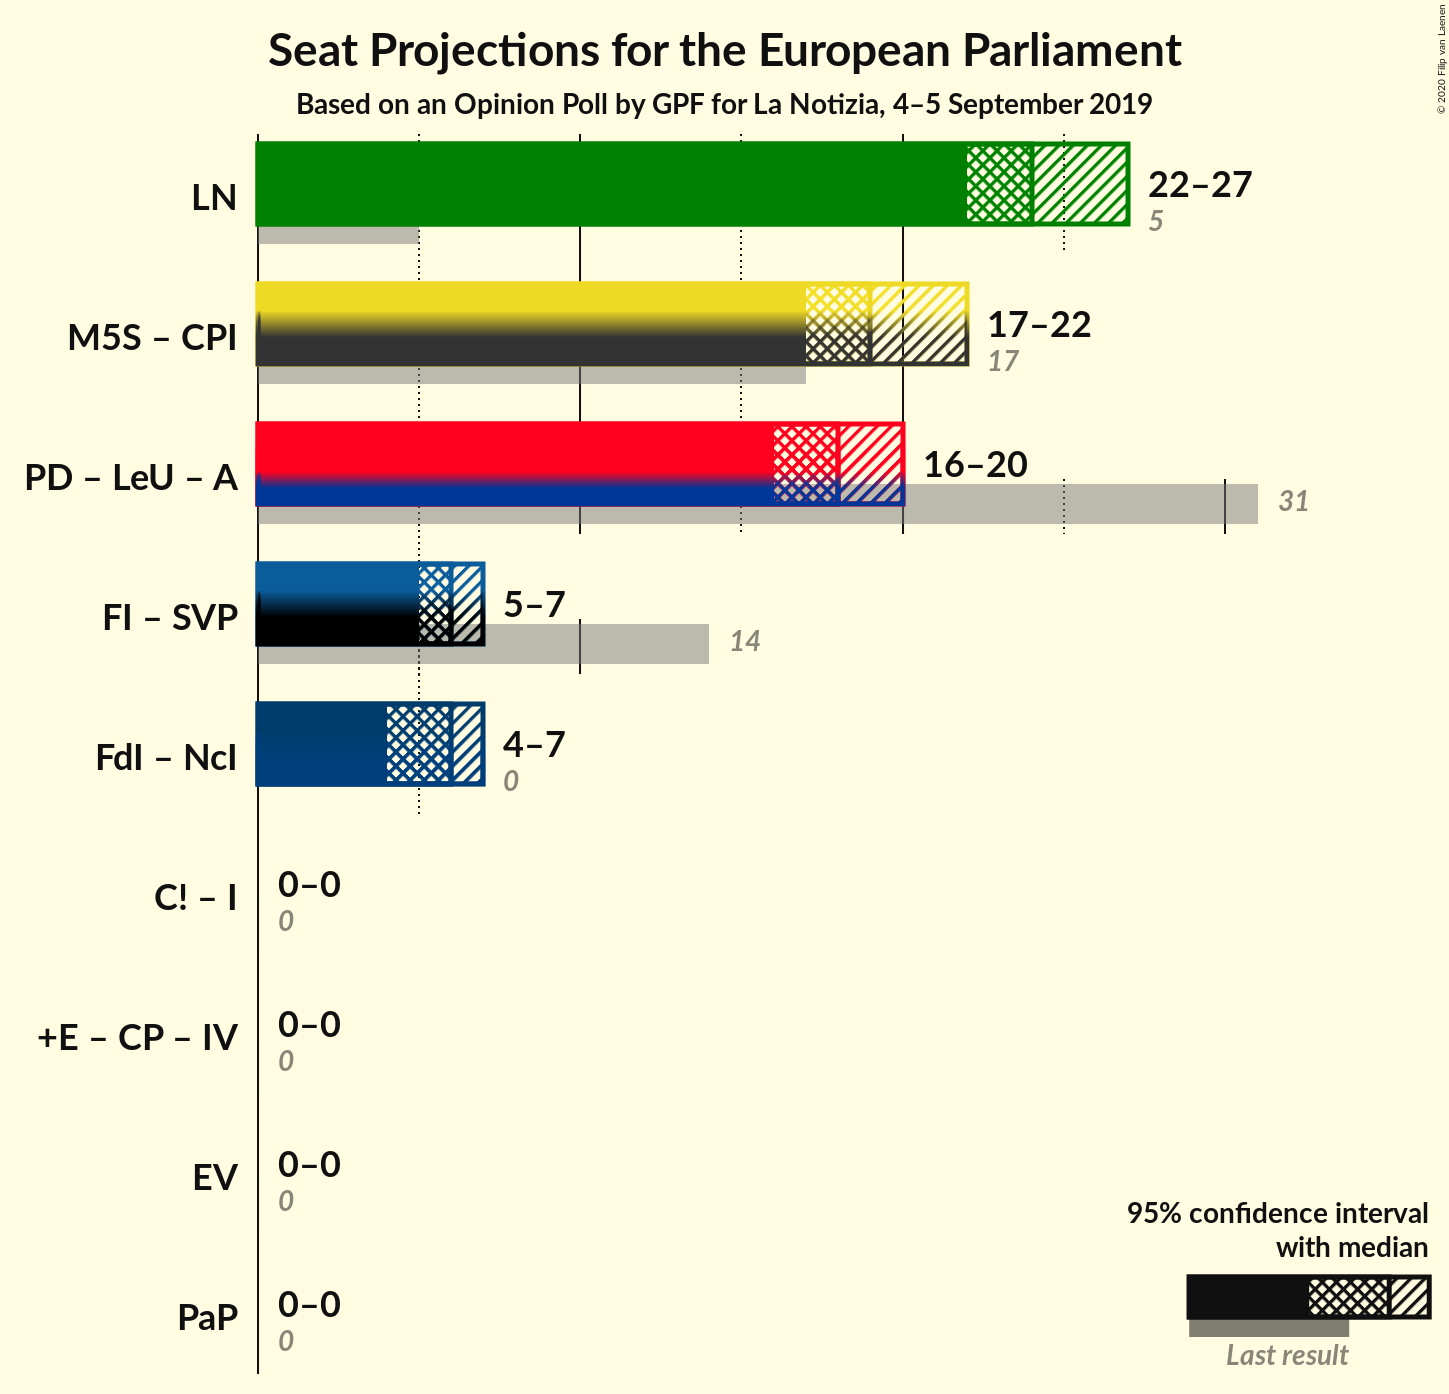 Seat Projections for the European Parliament
Based on an Opinion Poll by GPF for La Notizia, 4–5 September 2019
© 2020 Filip van Laenen
LN
22–27
5
M5S – CPI
17–22
17
PD – LeU – A
16–20
31
FI – SVP
5–7
14
FdI – NcI
4–7
0
C! – I
0–0
0
+E – CP – IV
0–0
0
EV
0–0
0
PaP
0–0
0
95% confidence interval
with median
Last result